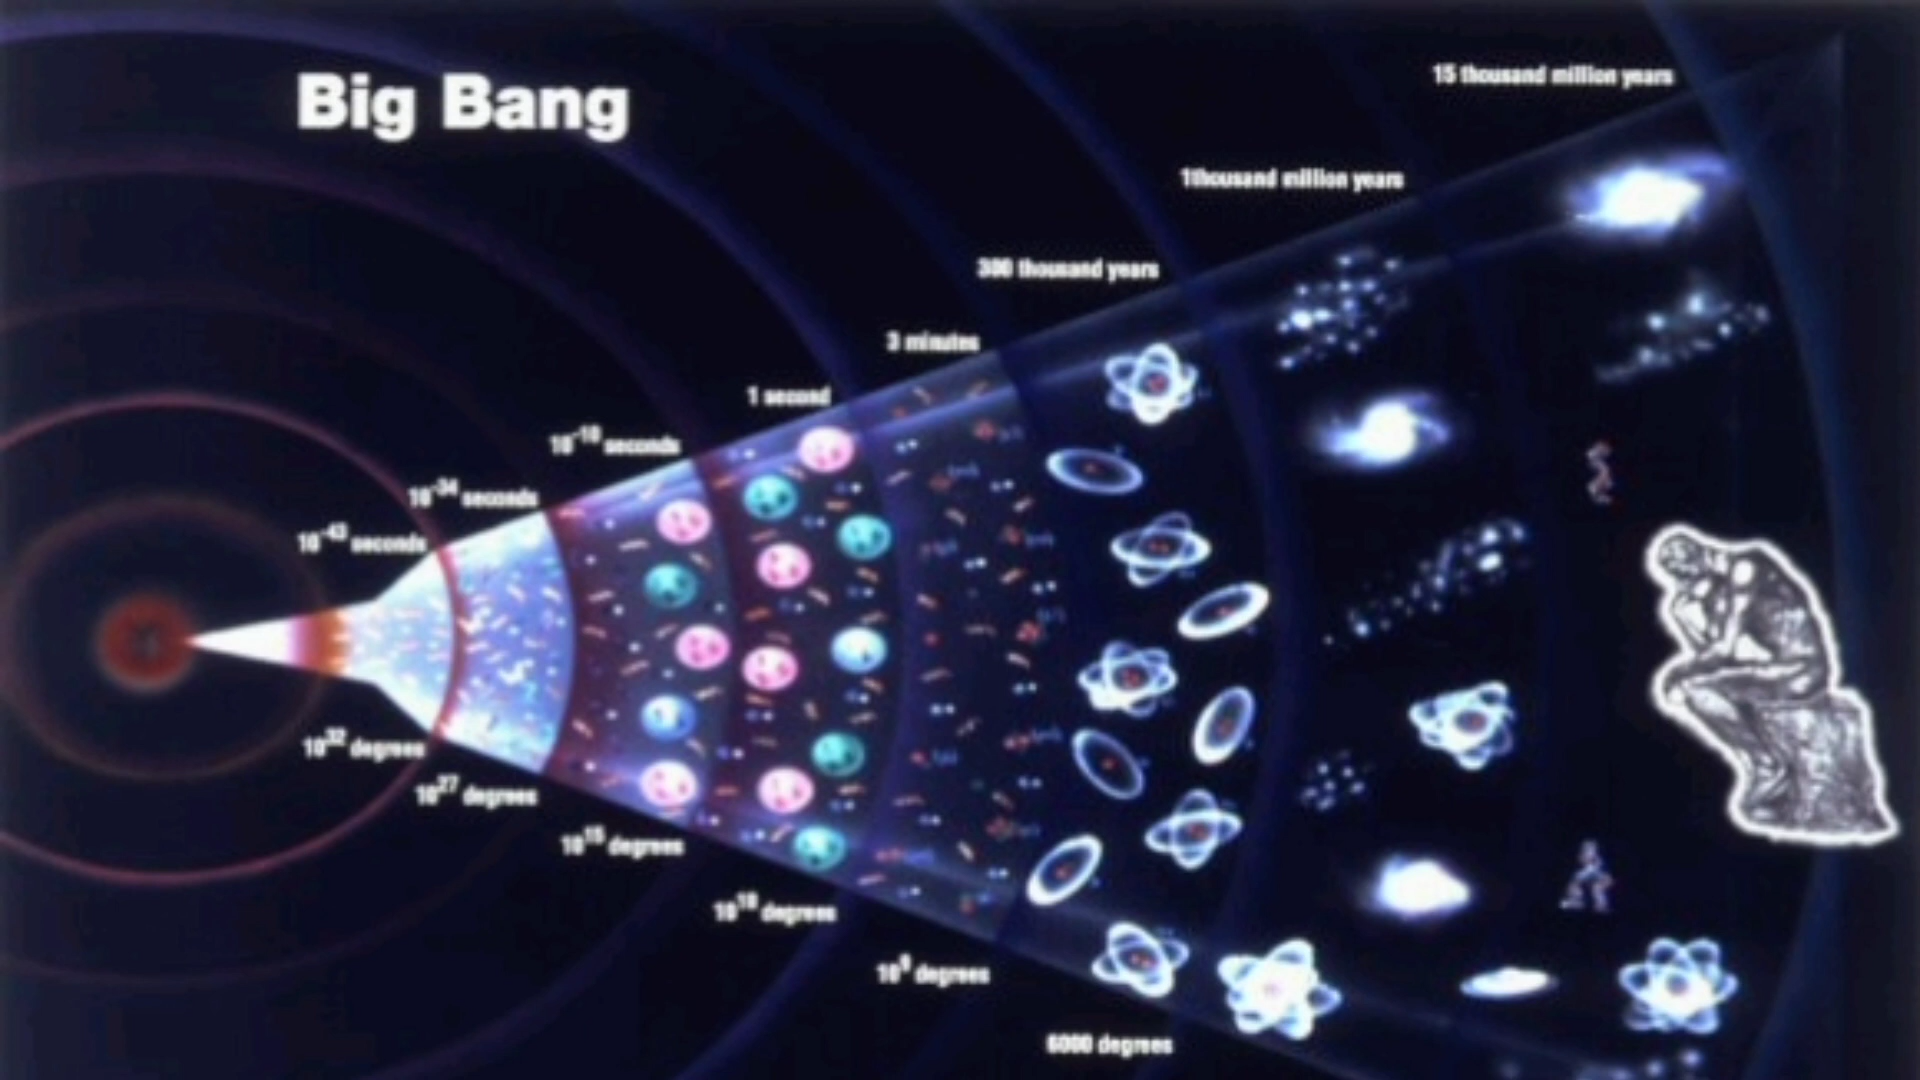 Big Bang
15 thousand million years
1thousand million years
300 thousand years
3 minutes
1 second
10-10 seconds
10-34 seconds
10-43 seconds
1032 degrees
1027 degrees
1015 degrees
1010 degrees
109 degrees
6000 degrees